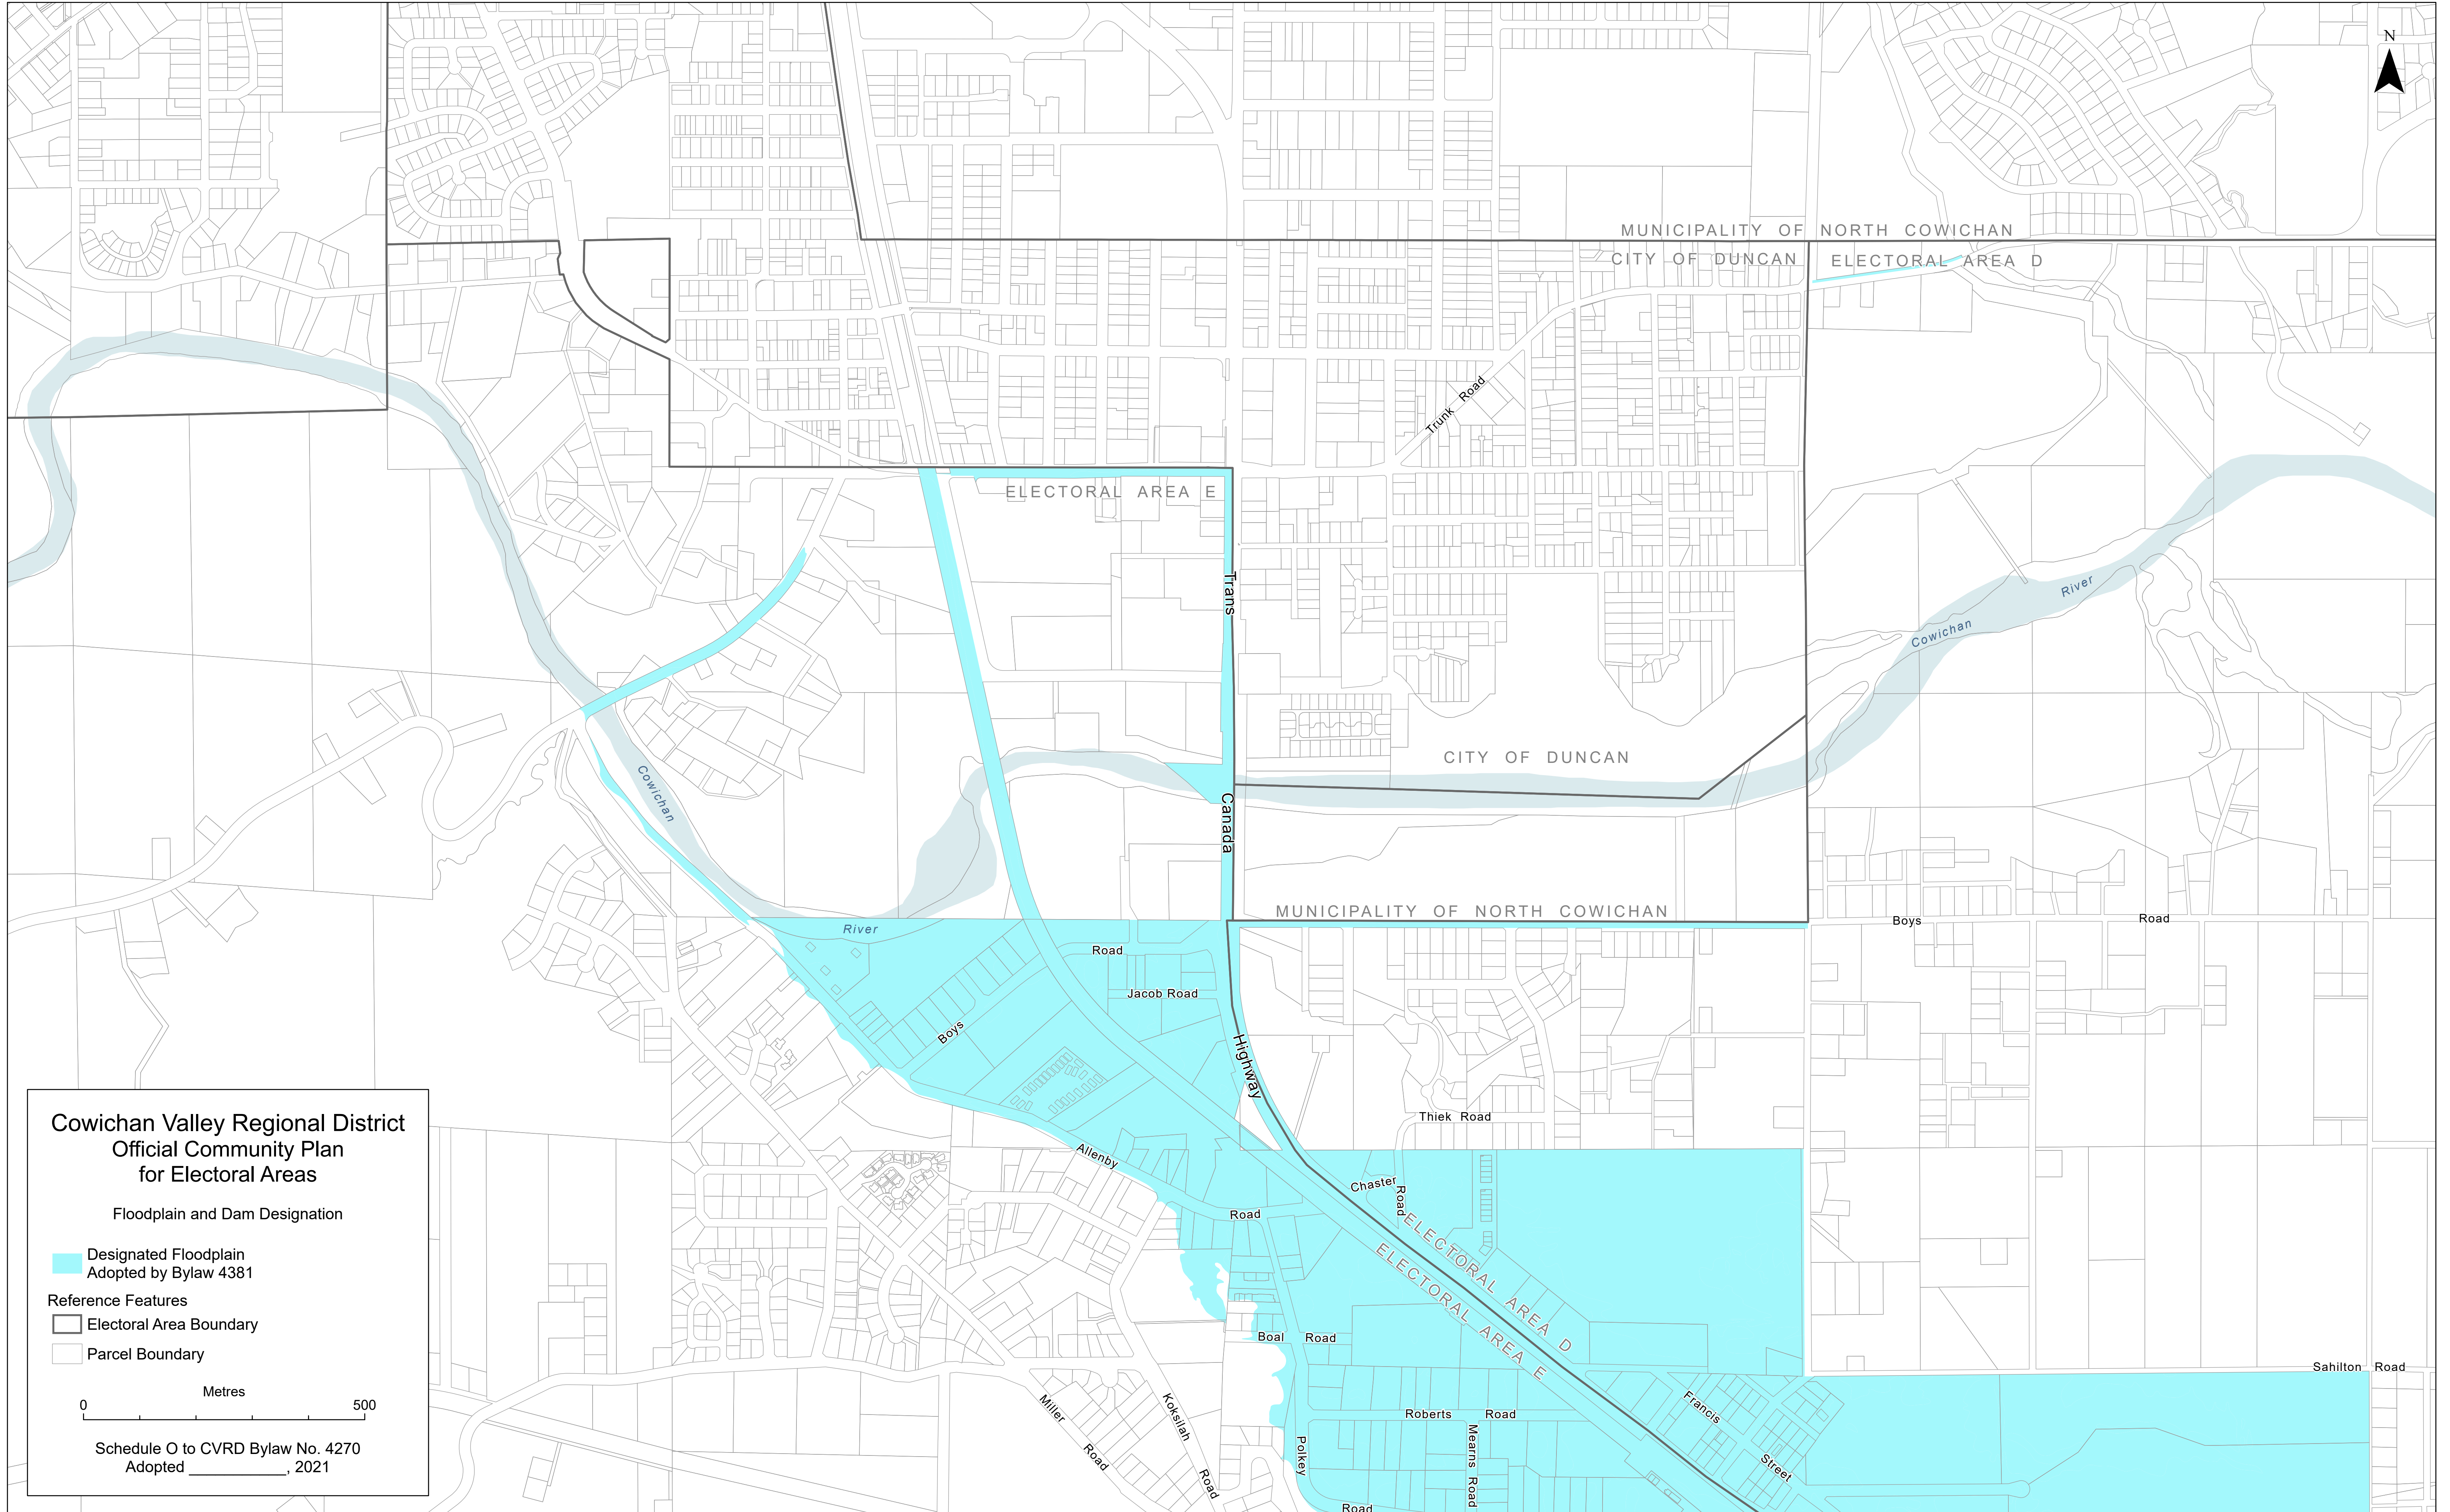 N
MUNICIPALITY OF NORTH COWICHAN
CITY OF DUNCAN
ELECTORAL AREA D
Trunk Road
ELECTORAL AREA E
Trans
Canada
Highway
River
Cowichan
CITY OF DUNCAN
Cowichan
River
MUNICIPALITY OF NORTH COWICHAN
Boys
Road
Road
Jacob Road
Boys
Thiek Road
Allenby
Road
Chaster
Road
ELECTORAL AREA D
ELECTORAL AREA E
Boal Road
Sahilton Road
Francis
Street
Roberts Road
Mearns Road
Polkey
Road
Koksilah
Road
Miller
Road
Cowichan Valley Regional District
Official Community Plan
for Electoral Areas
Floodplain and Dam Designation
Designated Floodplain
Adopted by Bylaw 4381
Reference Features
Electoral Area Boundary
Parcel Boundary
Metres
0 500
Schedule O to CVRD Bylaw No. 4270
Adopted ____________, 2021